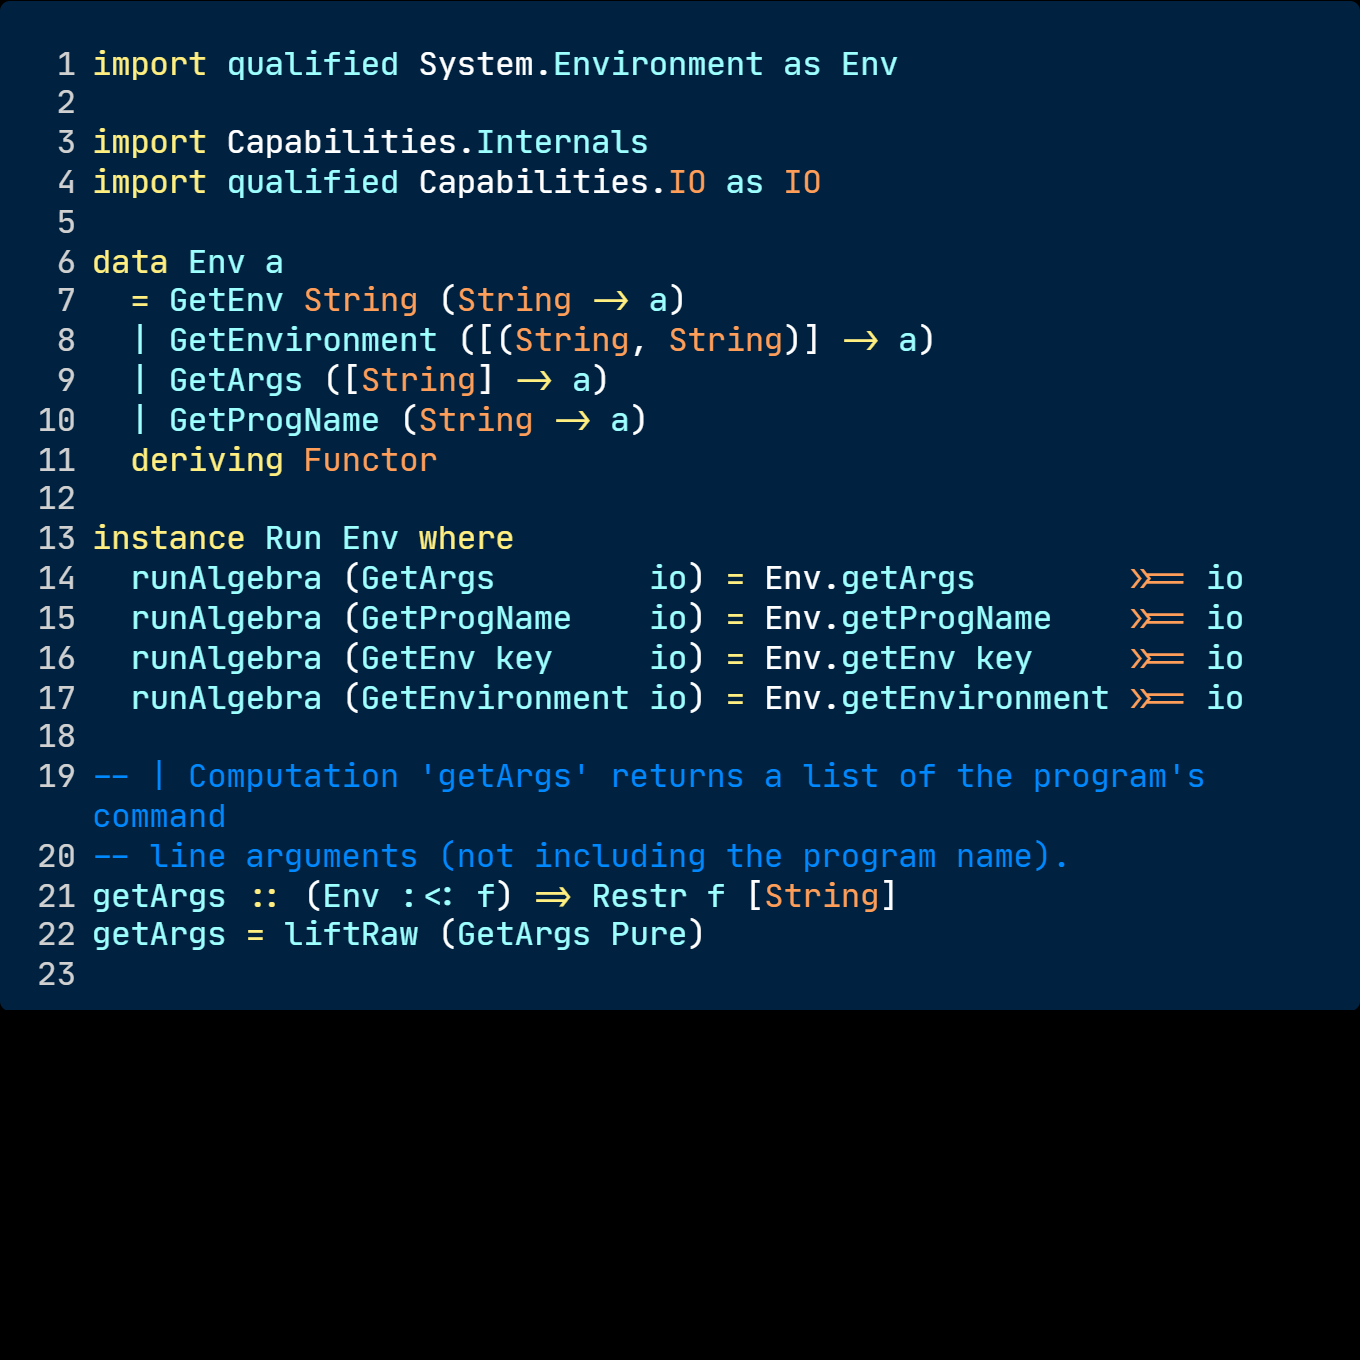 1 import qualified System.Environment as Env
2
3 import Capabilities.Internals
4 import qualified Capabilities.IO as IO
5
6 data Env a
7   = GetEnv String (String -> a)
8   | GetEnvironment ([(String, String)] -> a)
9   | GetArgs ([String] -> a)
10   | GetProgName (String -> a)
11   deriving Functor
12
13 instance Run Env where
14   runAlgebra (GetArgs        io) = Env.getArgs        >>= io
15   runAlgebra (GetProgName    io) = Env.getProgName    >>= io
16   runAlgebra (GetEnv key     io) = Env.getEnv key     >>= io
17   runAlgebra (GetEnvironment io) = Env.getEnvironment >>= io
18
19 -- | Computation 'getArgs' returns a list of the program's
command
20 -- line arguments (not including the program name).
21 getArgs :: (Env :<: f) => Restr f [String]
22 getArgs = liftRaw (GetArgs Pure)
23